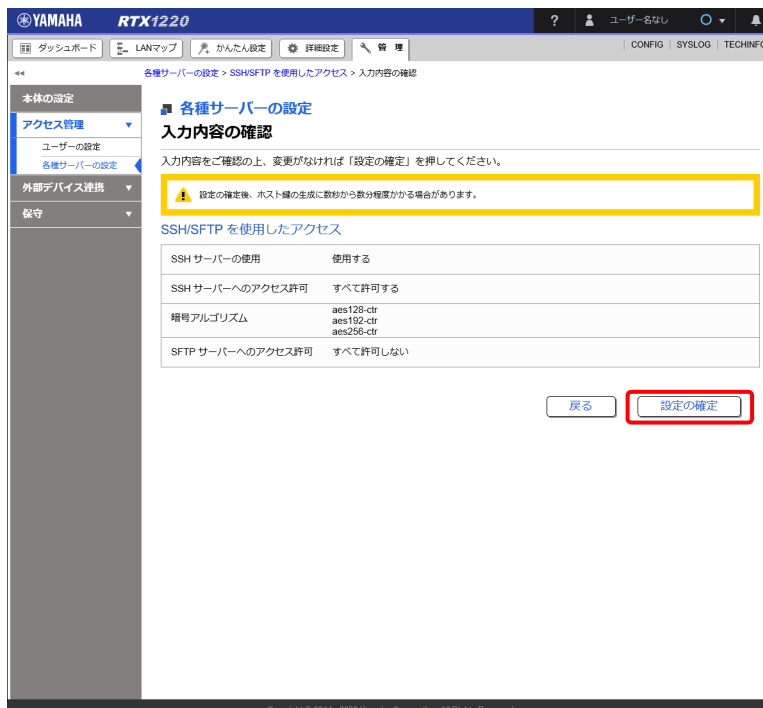 YAMAHA RTX1220 ? ユーザー名なし
ダッシュボード LANマップ かんたん設定 詳細設定 管 理 CONFIG SYSLOG TECHINFO
各種サーバーの設定 > SSH/SFTP を使用したアクセス > 入力内容の確認
本体の設定
アクセス管理
ユーザーの設定
各種サーバーの設定
外部デバイス連携
保守
各種サーバーの設定
入力内容の確認
入力内容をご確認の上、変更がなければ「設定の確定」を押してください。
設定の確定後、ホスト鍵の生成に数秒から数分程度かかる場合があります。
SSH/SFTP を使用したアクセス
SSH サーバーの使用 使用する
SSH サーバーへのアクセス許可 すべて許可する
暗号アルゴリズム aes128-ctr
aes192-ctr
aes256-ctr
SFTP サーバーへのアクセス許可 すべて許可しない
戻る 設定の確定